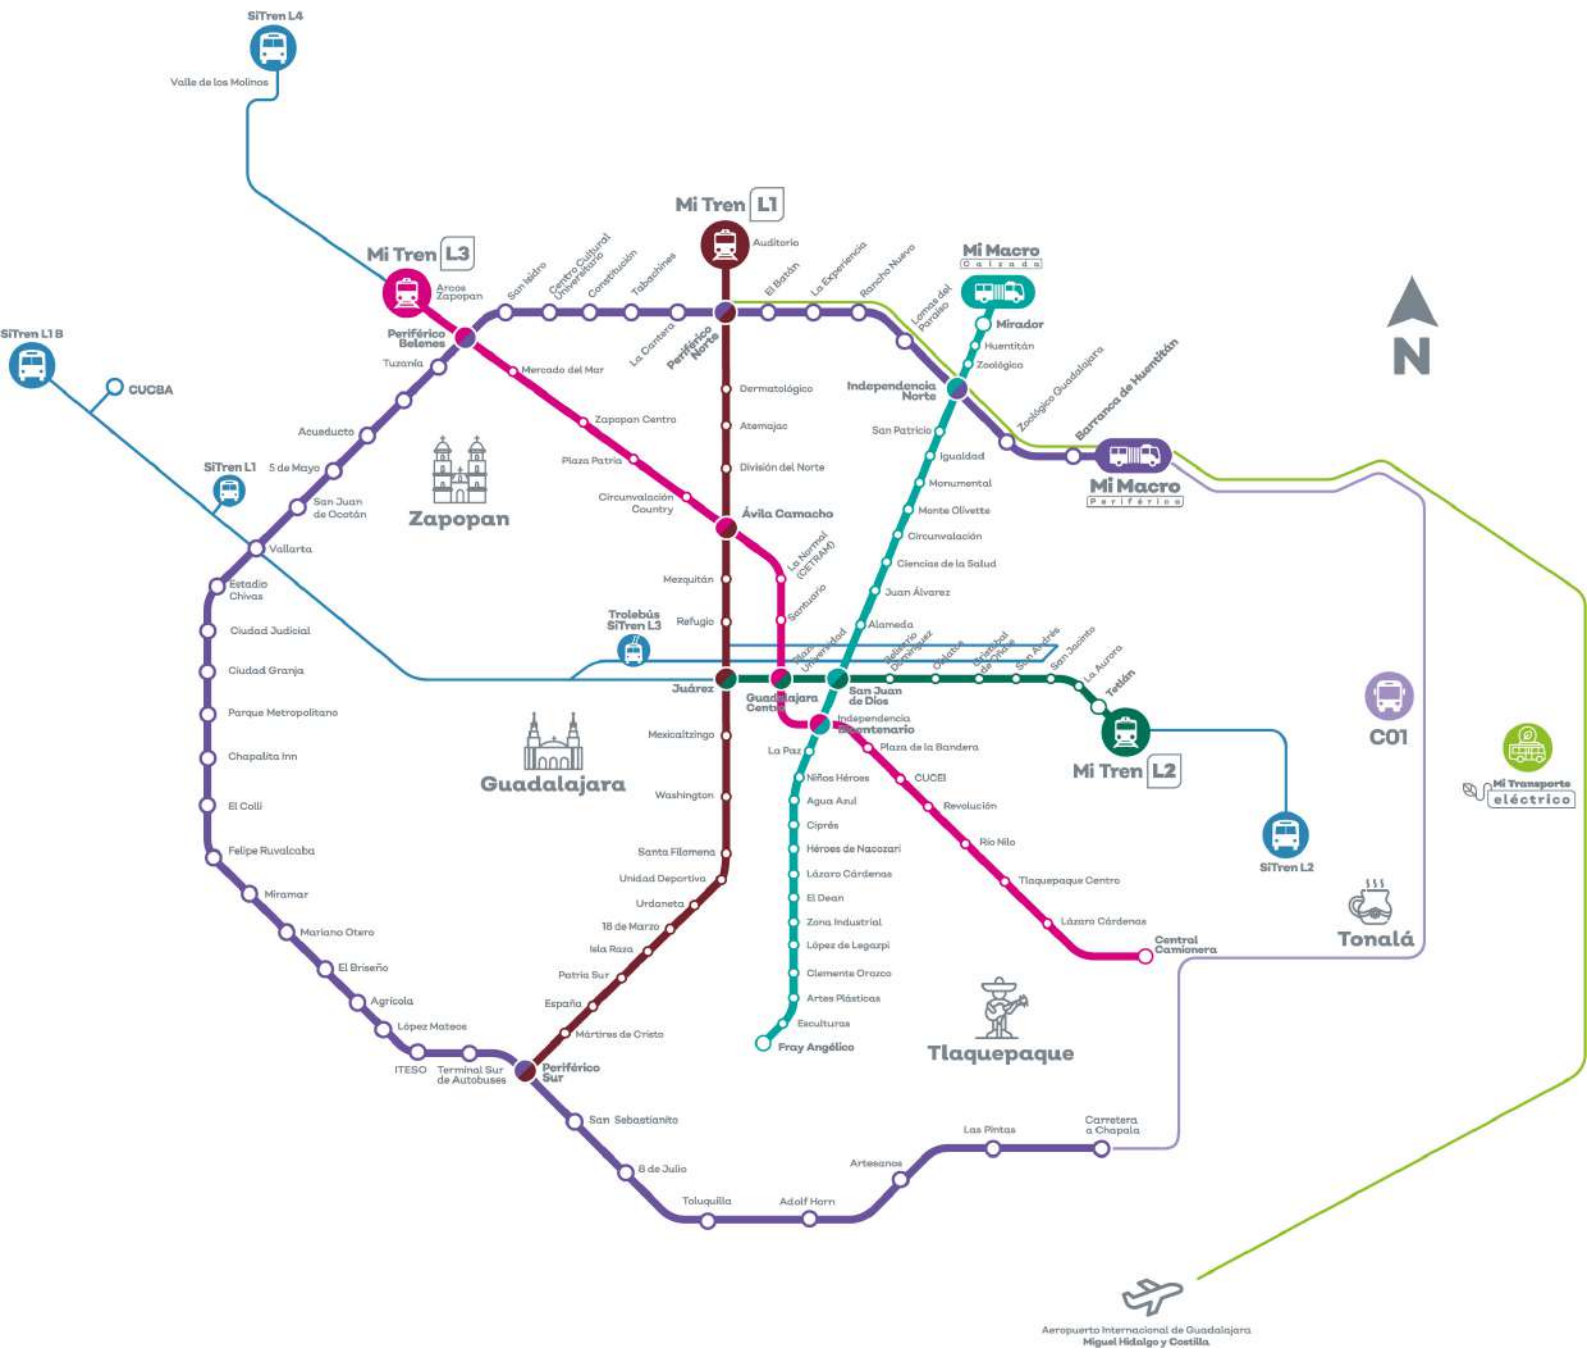 SiTren L4
Valle de los Molinos
Mi Tren L1
Auditorio
Mi Tren L3
Arcos
Zapopan
Periférico
Belenes
San Isidro
Centro Cultural
Universitario
Constitución
Tabachines
La Cantera
Periférico
Norte
El Batán
La Experiencia
Rancho Nuevo
Lomas del
Paraíso
Mi Macro
Calzada
Mirador
Huentitán
Zoológico
Independencia
Norte
Zoológico Guadalajara
Barranca de Huentitán
Mi Macro
Periférico
N
SiTren L1 B
CUCBA
SiTren L1
Tuzanía
Acueducto
5 de Mayo
San Juan
de Ocotán
Vallarta
Estadio
Chivas
Ciudad Judicial
Ciudad Granja
Parque Metropolitano
Chapalita Inn
El Collí
Felipe Ruvalcaba
Miramar
Mariano Otero
El Briseño
Agrícola
López Mateos
ITESO
Terminal Sur
de Autobuses
Periférico
Sur
San Sebastianito
8 de Julio
Toluquilla
Adolf Horn
Artesanos
Las Pintas
Carretera
a Chapala
Zapopan
Mercado del Mar
Zapopan Centro
Plaza Patria
Circunvalación
Country
Ávila Camacho
La Normal
(CETRAM)
Santuario
Plaza
Universidad
Guadalajara
Centro
Independencia
Bicentenario
Plaza de la Bandera
CUCEI
Revolución
Río Nilo
Tlaquepaque Centro
Lázaro Cárdenas
Central
Camionera
Dermatológico
Atemajac
División del Norte
Mezquitán
Refugio
Juárez
Mexicaltzingo
Washington
Santa Filomena
Unidad Deportiva
Urdaneta
18 de Marzo
Isla Raza
Patria Sur
España
Mártires de Cristo
Trolebús
SiTren L3
Guadalajara
San Patricio
Igualdad
Monumental
Monte Olivette
Circunvalación
Ciencias de la Salud
Juan Álvarez
Alameda
San Juan
de Dios
La Paz
Niños Héroes
Agua Azul
Ciprés
Héroes de Nacozari
Lázaro Cárdenas
El Dean
Zona Industrial
López de Legazpi
Clemente Orozco
Artes Plásticas
Esculturas
Fray Angélico
Belisario
Domínguez
Oblatos
Cristóbal
de Oñate
San Andrés
San Jacinto
La Aurora
Tetlán
Mi Tren L2
SiTren L2
C01
Mi Transporte
eléctrico
Tonalá
Tlaquepaque
Aeropuerto Internacional de Guadalajara
Miguel Hidalgo y Costilla